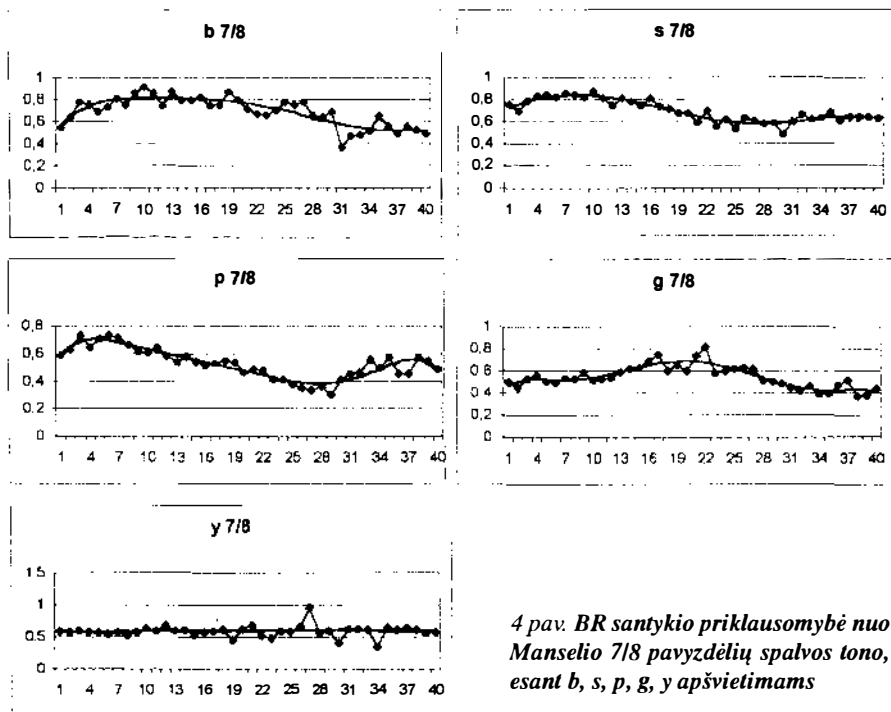 b 7/8
1
0,8
0,6
0,4
0,2
0
1 4 7 10 13 16 19 22 25 28 31 34 37 40
s 7/8
1
0,8
0,6
0,4
0,2
0
1 4 7 10 13 16 19 22 25 28 31 34 37 40
p 7/8
0,8
0,6
0,4
0,2
0
1 4 7 10 13 16 19 22 25 28 31 34 37 40
g 7/8
1
0,8
0,6
0,4
0,2
0
1 4 7 10 13 16 19 22 25 28 31 34 37 40
y 7/8
1,5
1
0,5
0
1 4 7 10 13 16 19 22 25 28 31 34 37 40
4 pav. BR santykio priklausomybė nuo
Manselio 7/8 pavyzdėlių spalvos tono,
esant b, s, p, g, y apšvietimams